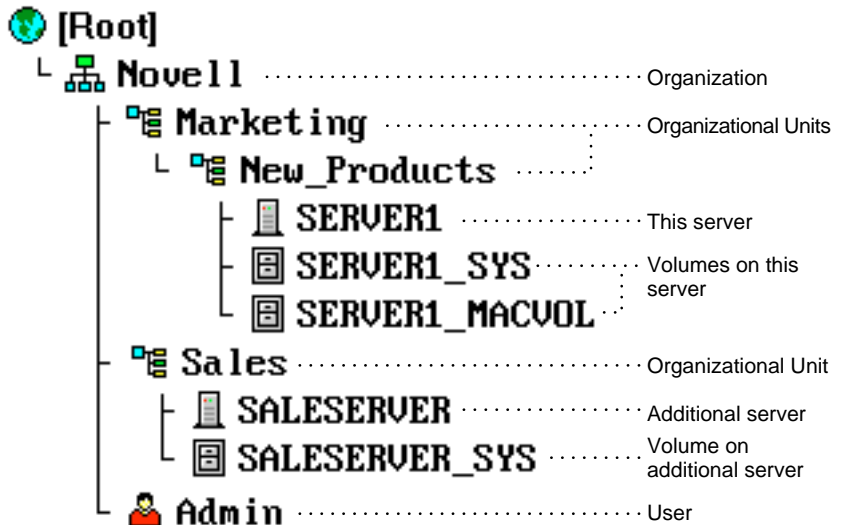 [Root]
Novell Organization
Marketing Organizational Units
New_Products
SERVER1 This server
SERVER1_SYS Volumes on this
server
SERVER1_MACVOL
Sales Organizational Unit
SALESERVER Additional server
SALESERVER_SYS Volume on
additional server
Admin User